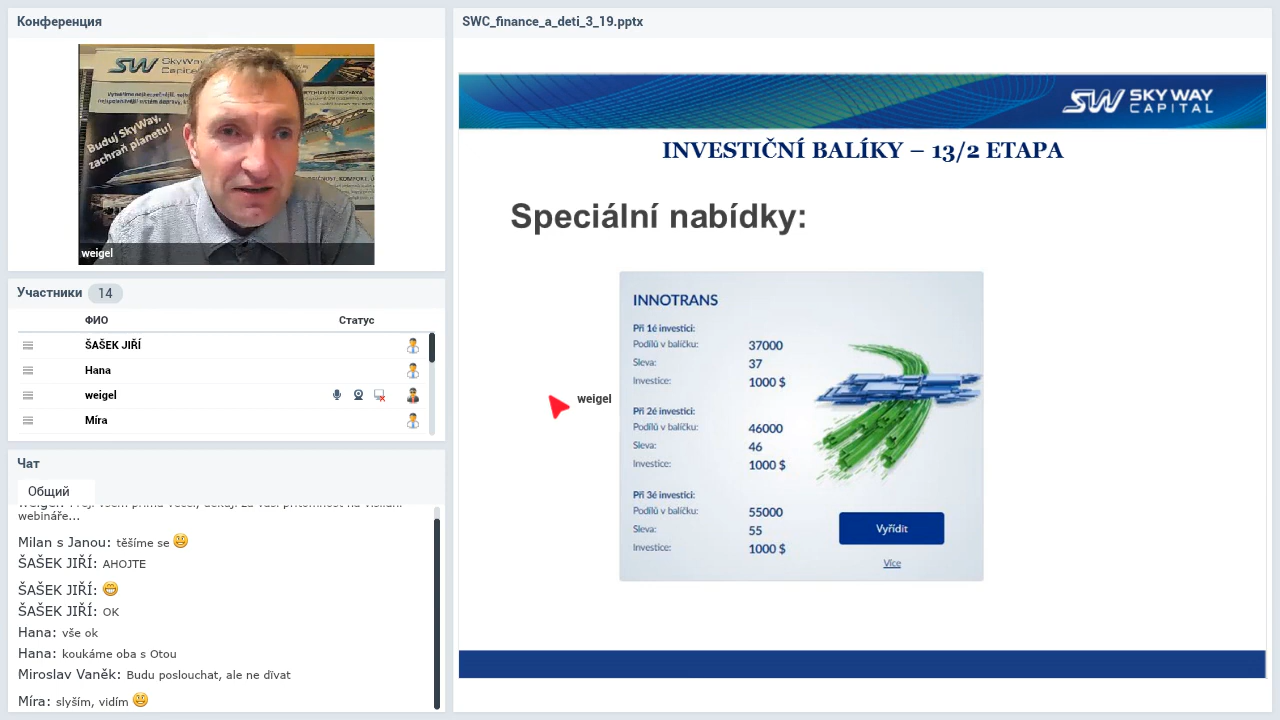 Конференция
SW SkyWay Capital
Buduj SkyWay,
zachraň planetu!
weigel
Участники 14
ФИО Статус
ŠAŠEK JIŘÍ
Hana
weigel
Míra
Чат
Общий
webináře...
Milan s Janou: těšíme se
ŠAŠEK JIŘÍ: AHOJTE
ŠAŠEK JIŘÍ:
ŠAŠEK JIŘÍ: OK
Hana: vše ok
Hana: koukáme oba s Otou
Miroslav Vaněk: Budu poslouchat, ale ne dívat
Míra: slyším, vidím
SWC_finance_a_deti_3_19.pptx
SW SKY WAY
CAPITAL
INVESTIČNÍ BALÍKY – 13/2 ETAPA
Speciální nabídky:
weigel
INNOTRANS
Při 1é investici:
Podílů v balíčku: 37000
Sleva: 37
Investice: 1000 $
Při 2é investici:
Podílů v balíčku: 46000
Sleva: 46
Investice: 1000 $
Při 3é investici:
Podílů v balíčku: 55000
Sleva: 55
Investice: 1000 $
Vyřídit
Více